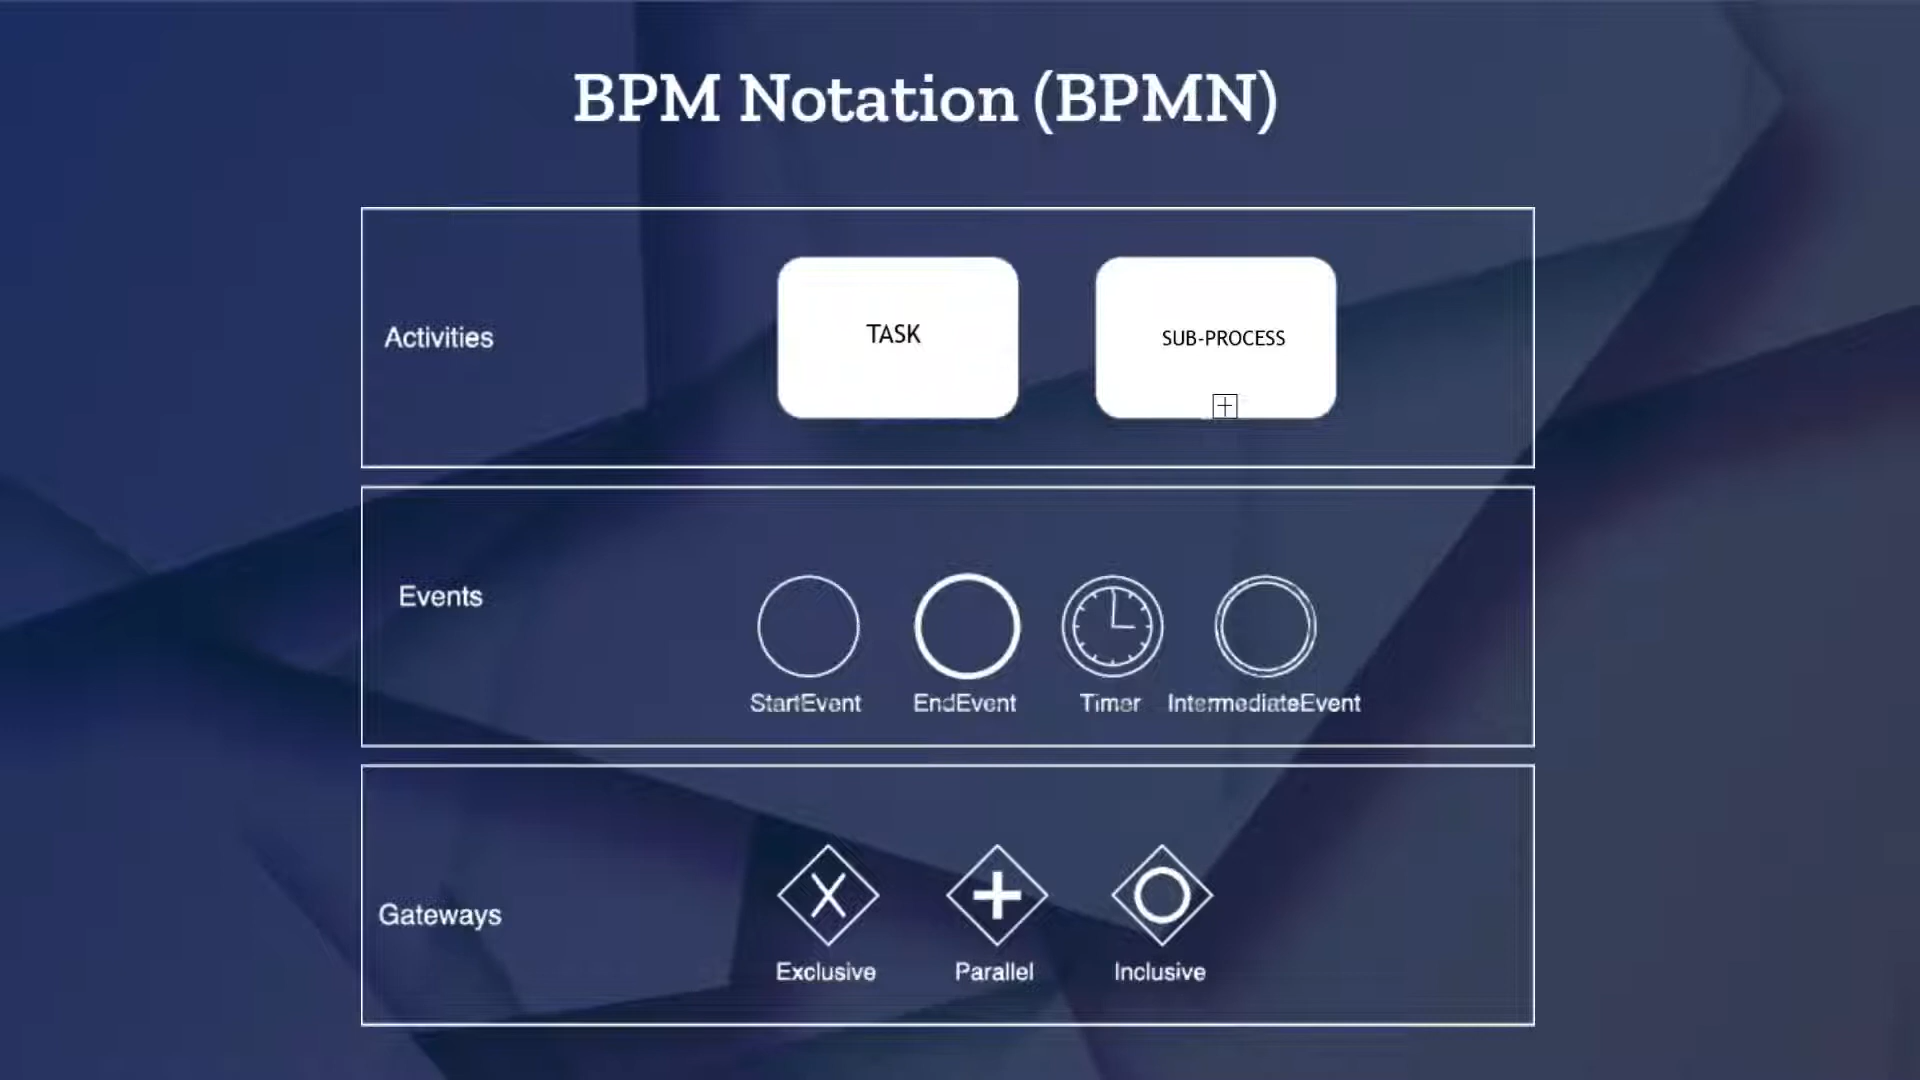 BPM Notation (BPMN)
Activities
TASK
SUB-PROCESS
Events
StartEvent
EndEvent
Timer
IntermediateEvent
Gateways
Exclusive
Parallel
Inclusive